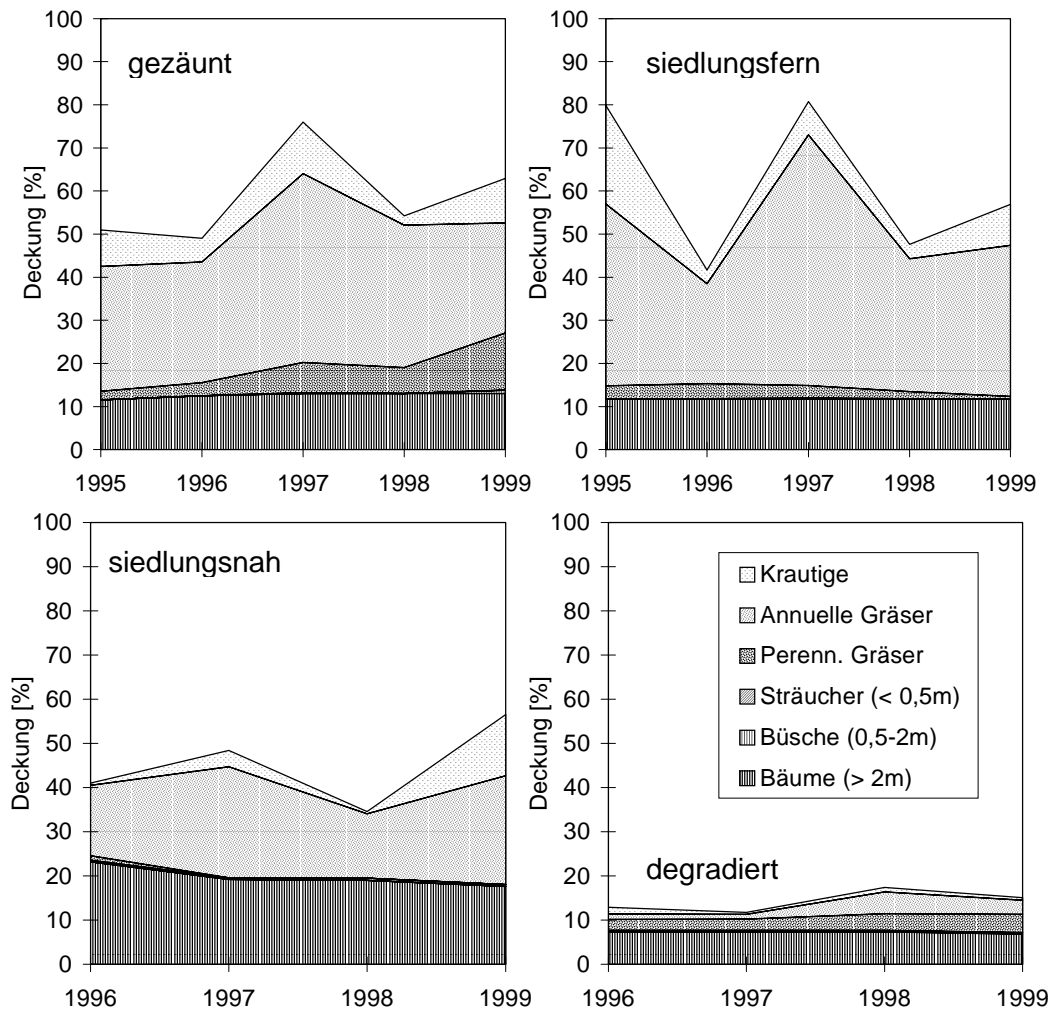 gezäunt
Deckung [%]
100
90
80
70
60
50
40
30
20
10
0
1995 1996 1997 1998 1999
siedlungsfern
Deckung [%]
100
90
80
70
60
50
40
30
20
10
0
1995 1996 1997 1998 1999
siedlungsnah
Deckung [%]
100
90
80
70
60
50
40
30
20
10
0
1996 1997 1998 1999
degradiert
Deckung [%]
100
90
80
70
60
50
40
30
20
10
0
1996 1997 1998 1999
Krautige
Annuelle Gräser
Perenn. Gräser
Sträucher (< 0,5m)
Büsche (0,5-2m)
Bäume (> 2m)